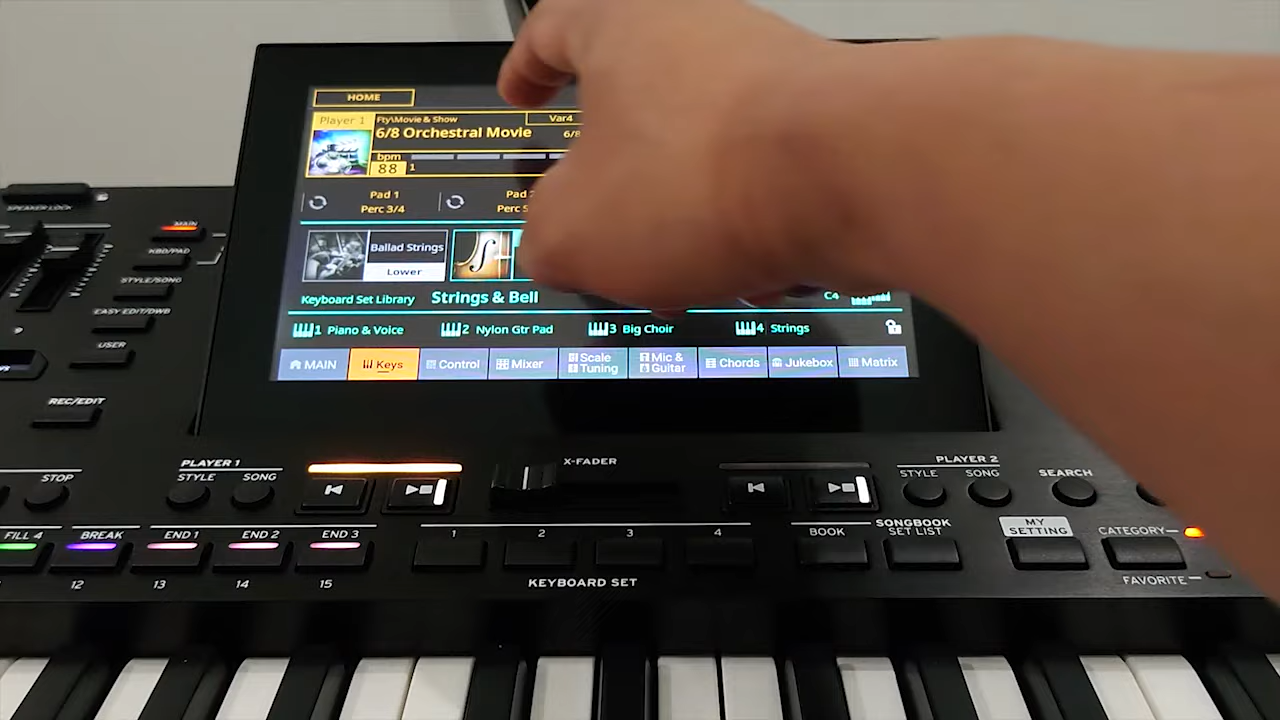 HOME
Player 1
Fty\Movie & Show
Var4
6/8 Orchestral Movie
6/8
bpm
88
1
Pad 1
Perc 3/4
Pad 2
Perc 5
Ballad Strings
Lower
Keyboard Set Library
Strings & Bell
C4
1 Piano & Voice
2 Nylon Gtr Pad
3 Big Choir
4 Strings
MAIN
Keys
Control
Mixer
Scale Tuning
Mic & Guitar
Chords
Jukebox
Matrix
SPEAKER LOCK
MAIN
KBD/PAD
STYLE/SONG
EASY EDIT/DWB
USER
REC/EDIT
STOP
PLAYER 1
STYLE
SONG
X-FADER
PLAYER 2
STYLE
SONG
SEARCH
FILL 4
BREAK
END 1
END 2
END 3
1
2
3
4
BOOK
SONGBOOK
SET LIST
MY
SETTING
CATEGORY
12
13
14
15
KEYBOARD SET
FAVORITE